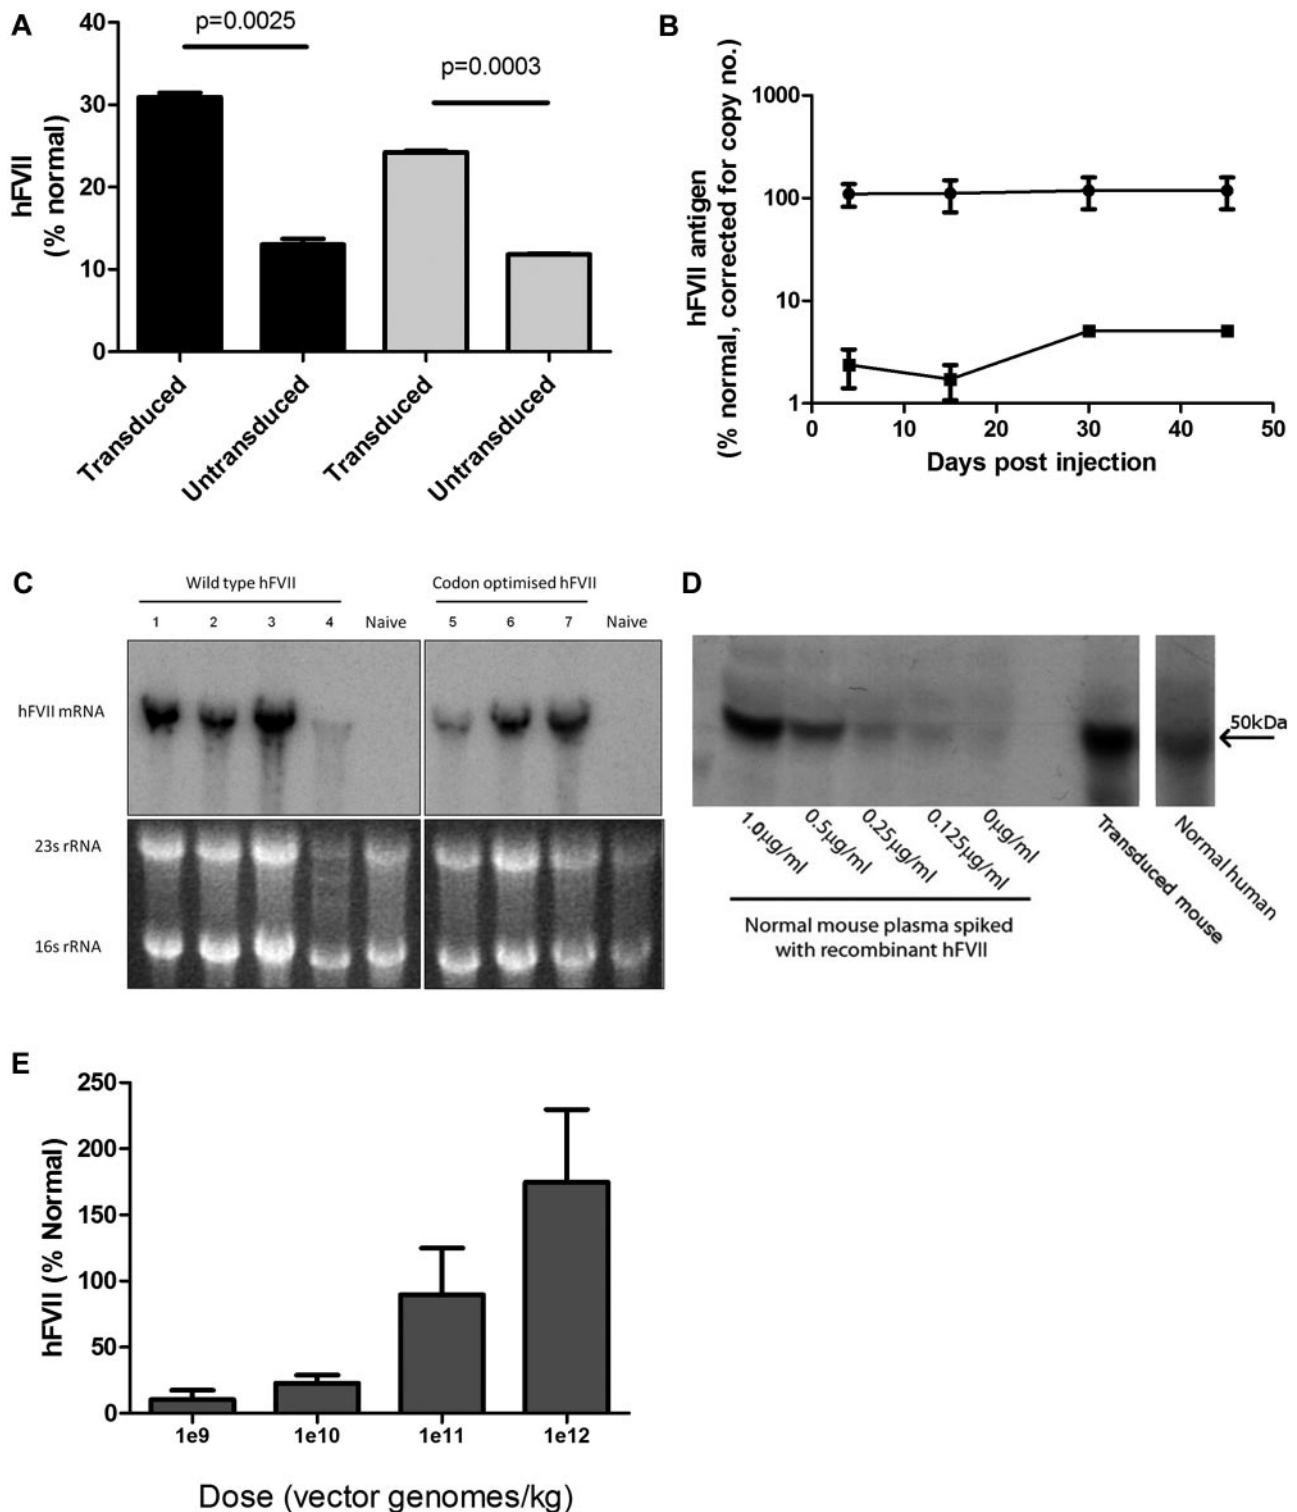 A
p=0.0025
p=0.0003
hFVII
(% normal)
40
30
20
10
0
Transduced
Untransduced
Transduced
Untransduced
B
hFVII antigen
(% normal, corrected for copy no.)
1000
100
10
1
0 10 20 30 40 50
Days post injection
C
Wild type hFVII
Codon optimised hFVII
1 2 3 4 Naive 5 6 7 Naive
hFVII mRNA
23s rRNA
16s rRNA
D
50kDa
1.0µg/ml
0.5µg/ml
0.25µg/ml
0.125µg/ml
0µg/ml
Transduced mouse
Normal human
Normal mouse plasma spiked
with recombinant hFVII
E
hFVII (% Normal)
250
200
150
100
50
0
1e9 1e10 1e11 1e12
Dose (vector genomes/kg)